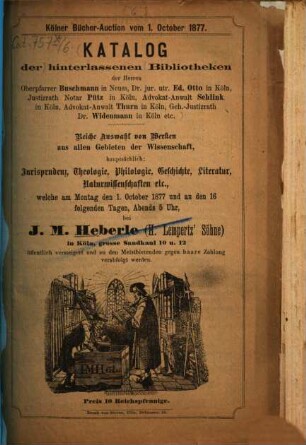 Kölner Bücher-Auction vom 1. October 1877.
KATALOG
der hinterlassenen Bibliotheken
der Herren
Oberpfarrer Buschmann in Neuss, Dr. jur. utr. Ed. Otto in Köln,
Justizrath Notar Pütz in Köln, Advokat-Anwalt Schlink
in Köln, Advokat-Anwalt Thurn in Köln, Geh.-Justizrath
Dr. Widenmann in Köln etc.
Reiche Auswahl von Werken
aus allen Gebieten der Wissenschaft,
hauptsächlich:
Jurisprudenz, Theologie, Philologie, Geschichte, Literatur,
Naturwissenschaften etc.,
welche am Montag den 1. October 1877 und an den 16
folgenden Tagen, Abends 5 Uhr,
bei
J. M. Heberle (H. Lempertz' Söhne)
in Köln, grosse Sandkaul 10 u. 12
öffentlich versteigert und an den Meistbietenden gegen baare Zahlung
verabfolgt werden.
Preis 10 Reichspfennige.